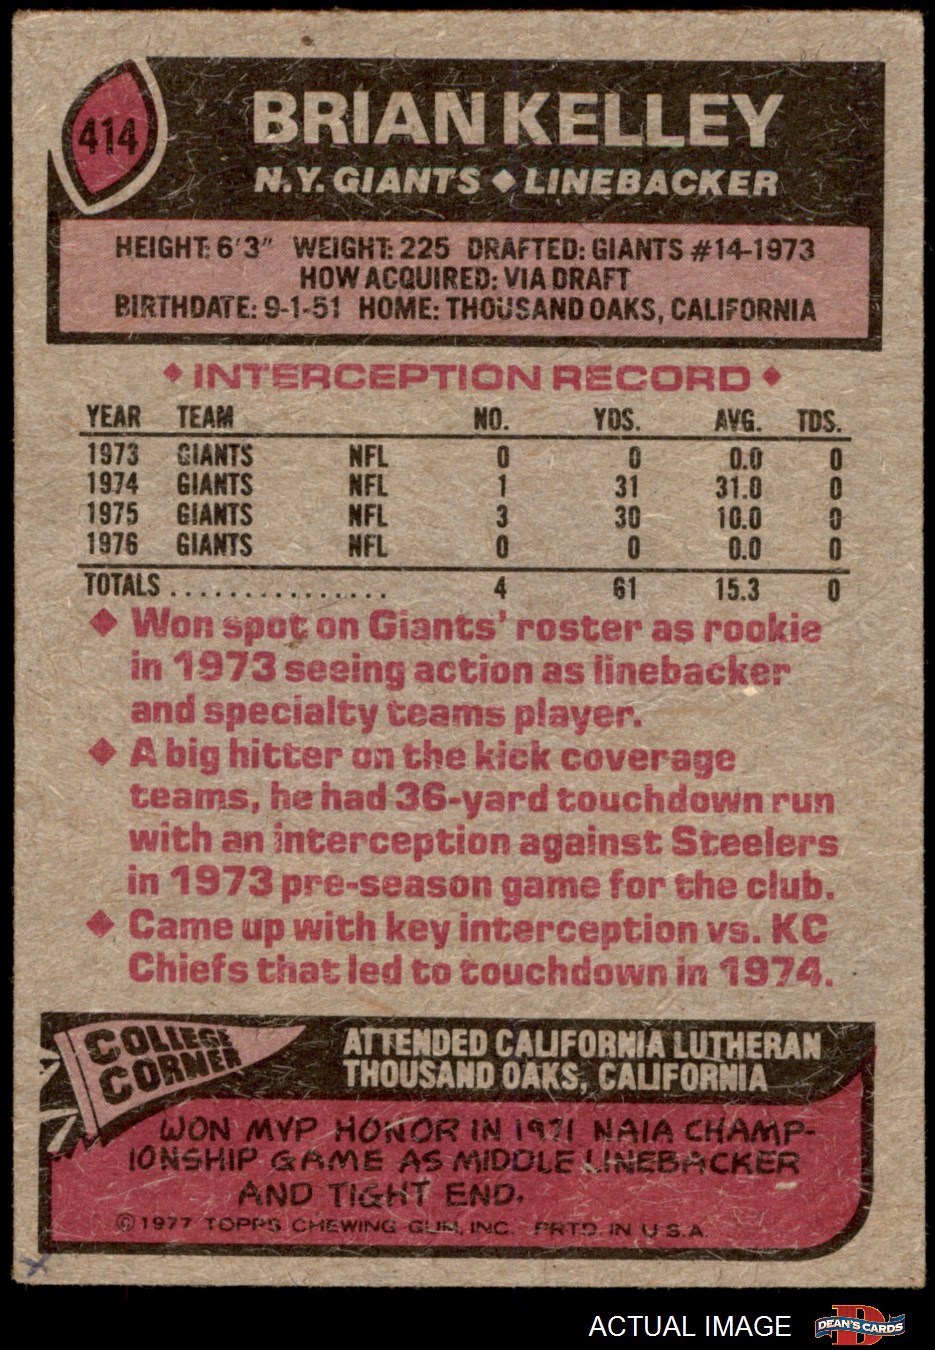 414
BRIAN KELLEY
N.Y. GIANTS ◆ LINEBACKER
HEIGHT: 6'3" WEIGHT: 225 DRAFTED: GIANTS #14-1973
HOW ACQUIRED: VIA DRAFT
BIRTHDATE: 9-1-51 HOME: THOUSAND OAKS, CALIFORNIA
◆ INTERCEPTION RECORD ◆
YEAR TEAM NO. YDS. AVG. TDS.
1973 GIANTS NFL 0 0 0.0 0
1974 GIANTS NFL 1 31 31.0 0
1975 GIANTS NFL 3 30 10.0 0
1976 GIANTS NFL 0 0 0.0 0
TOTALS ............... 4 61 15.3 0
◆ Won spot on Giants' roster as rookie
in 1973 seeing action as linebacker
and specialty teams player.
◆ A big hitter on the kick coverage
teams, he had 36-yard touchdown run
with an interception against Steelers
in 1973 pre-season game for the club.
◆ Came up with key interception vs. KC
Chiefs that led to touchdown in 1974.
COLLEGE
CORNER
ATTENDED CALIFORNIA LUTHERAN
THOUSAND OAKS, CALIFORNIA
WON MVP HONOR IN 1971 NAIA CHAMP-
IONSHIP GAME AS MIDDLE LINEBACKER
AND TIGHT END.
©1977 TOPPS CHEWING GUM, INC. PRTD. IN U.S.A.
ACTUAL IMAGE
D
DEAN'S CARDS